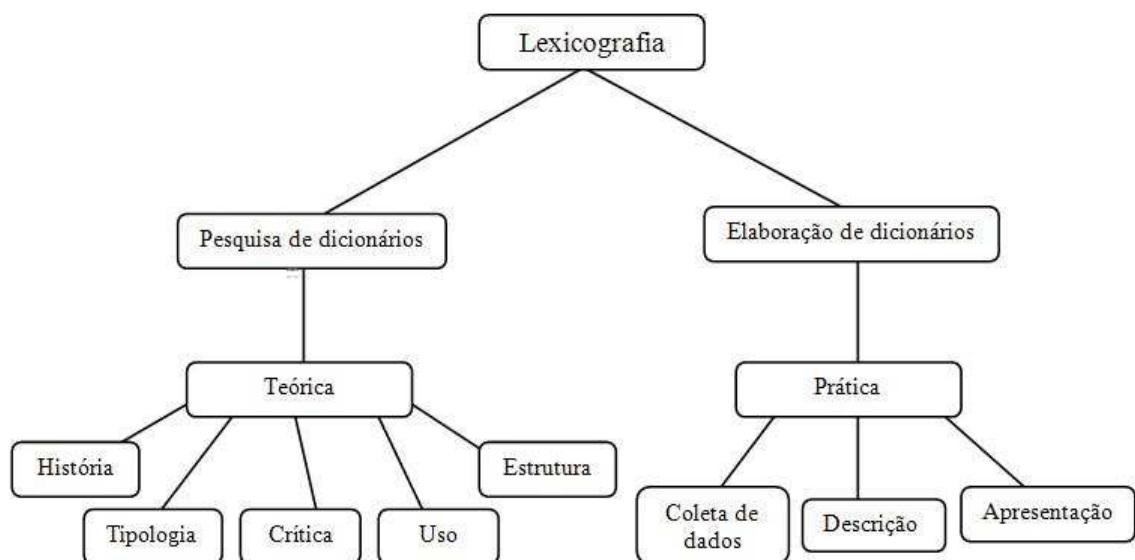 Lexicografia
Pesquisa de dicionários
Elaboração de dicionários
Teórica
Prática
História
Estrutura
Tipologia
Crítica
Uso
Coleta de
dados
Descrição
Apresentação